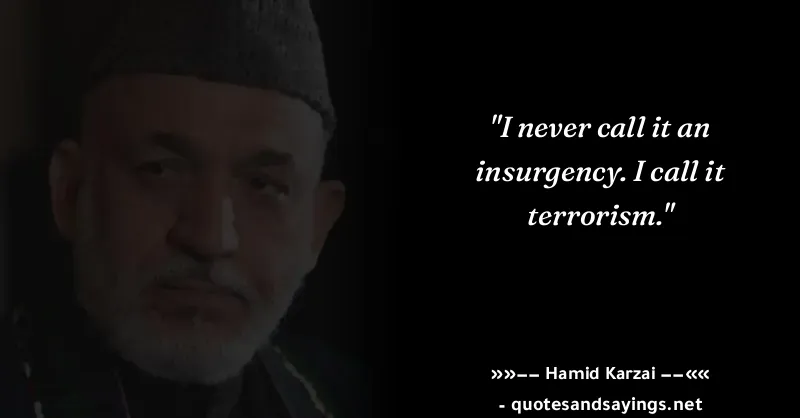 "I never call it an
insurgency. I call it
terrorism."
»»–– Hamid Karzai ––««
- quotesandsayings.net